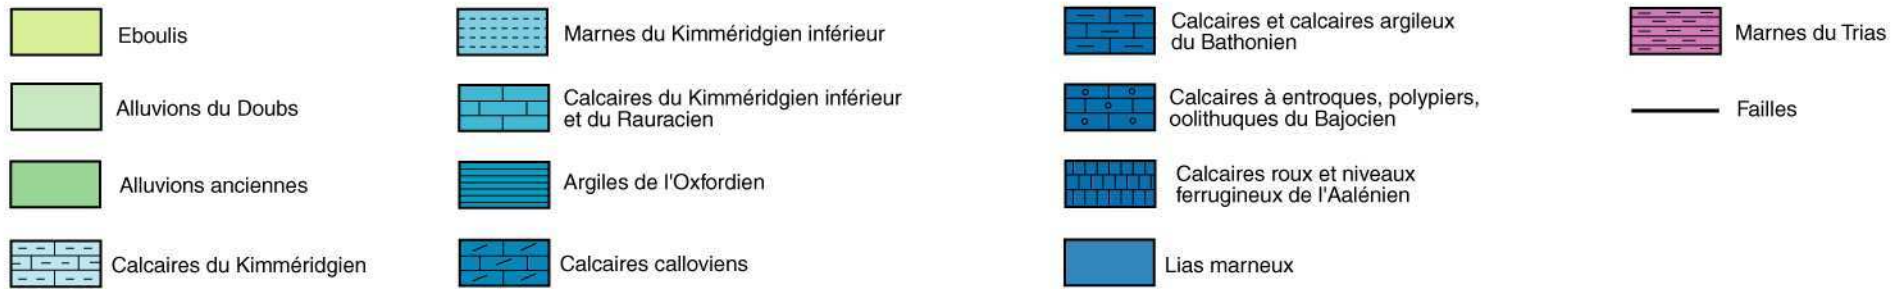 Eboulis
Alluvions du Doubs
Alluvions anciennes
Calcaires du Kimméridgien
Marnes du Kimméridgien inférieur
Calcaires du Kimméridgien inférieur
et du Rauracien
Argiles de l'Oxfordien
Calcaires calloviens
Calcaires et calcaires argileux
du Bathonien
Calcaires à entroques, polypiers,
oolithuques du Bajocien
Calcaires roux et niveaux
ferrugineux de l'Aalénien
Lias marneux
Marnes du Trias
Failles